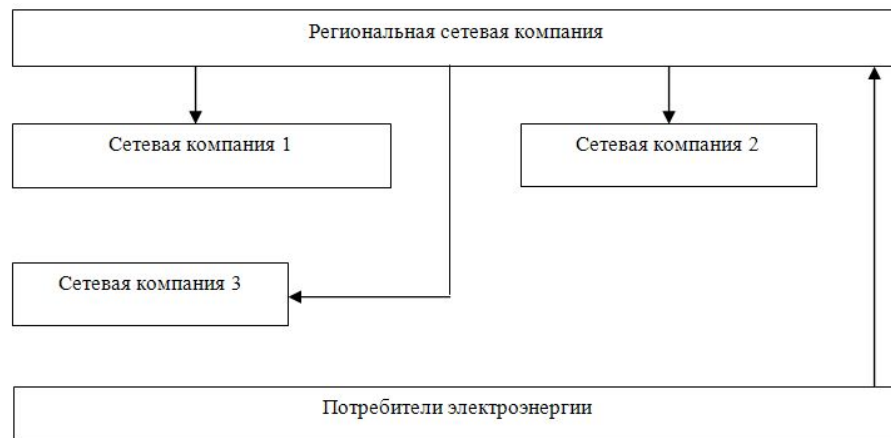 Региональная сетевая компания
Сетевая компания 1
Сетевая компания 2
Сетевая компания 3
Потребители электроэнергии